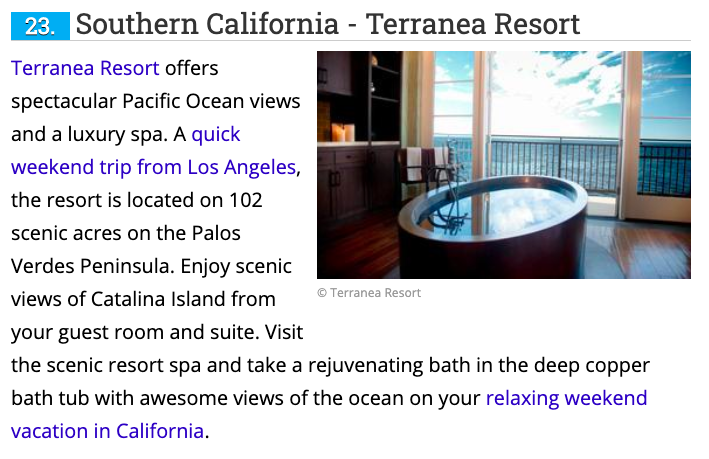 23. Southern California - Terranea Resort
Terranea Resort offers
spectacular Pacific Ocean views
and a luxury spa. A quick
weekend trip from Los Angeles,
the resort is located on 102
scenic acres on the Palos
Verdes Peninsula. Enjoy scenic
views of Catalina Island from
your guest room and suite. Visit
© Terranea Resort
the scenic resort spa and take a rejuvenating bath in the deep copper
bath tub with awesome views of the ocean on your relaxing weekend
vacation in California.